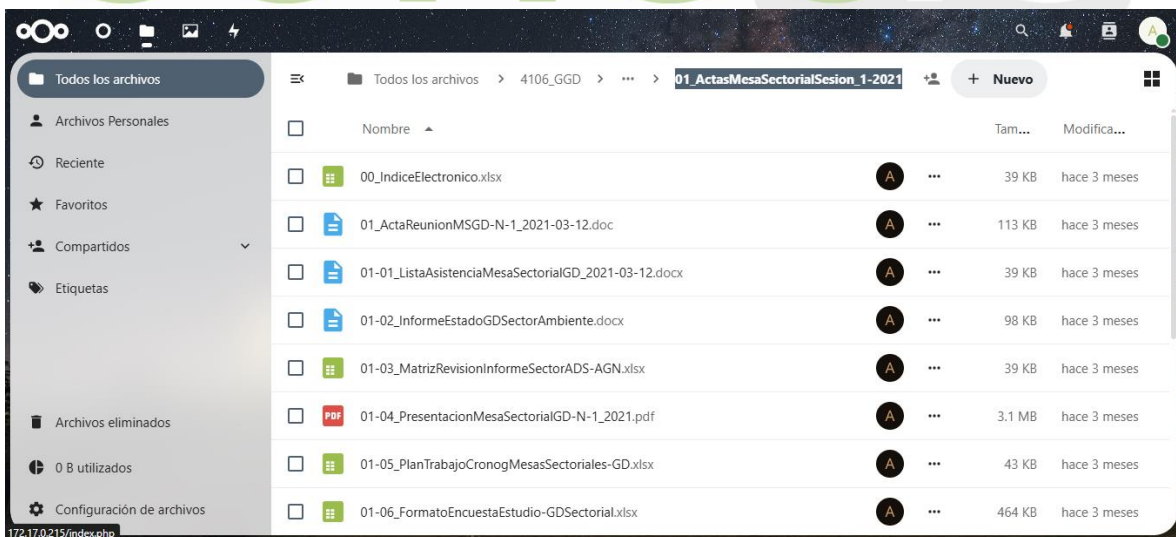 Todos los archivos
Todos los archivos > 4106_GGD > ... > 01_ActasMesaSectorialSesion_1-2021
+ Nuevo
Archivos Personales
Reciente
Favoritos
Compartidos
Etiquetas
Archivos eliminados
0 B utilizados
Configuración de archivos
172.17.0.215/index.php
Nombre Tam... Modifica...
00_IndiceElectronico.xlsx A ... 39 KB hace 3 meses
01_ActaReunionMSGD-N-1_2021-03-12.doc A ... 113 KB hace 3 meses
01-01_ListaAsistenciaMesaSectorialGD_2021-03-12.docx A ... 39 KB hace 3 meses
01-02_InformeEstadoGDSectorAmbiente.docx A ... 98 KB hace 3 meses
01-03_MatrizRevisionInformeSectorADS-AGN.xlsx A ... 39 KB hace 3 meses
PDF 01-04_PresentacionMesaSectorialGD-N-1_2021.pdf A ... 3.1 MB hace 3 meses
01-05_PlanTrabajoCronogMesasSectoriales-GD.xlsx A ... 43 KB hace 3 meses
01-06_FormatoEncuestaEstudio-GDSectorial.xlsx A ... 464 KB hace 3 meses